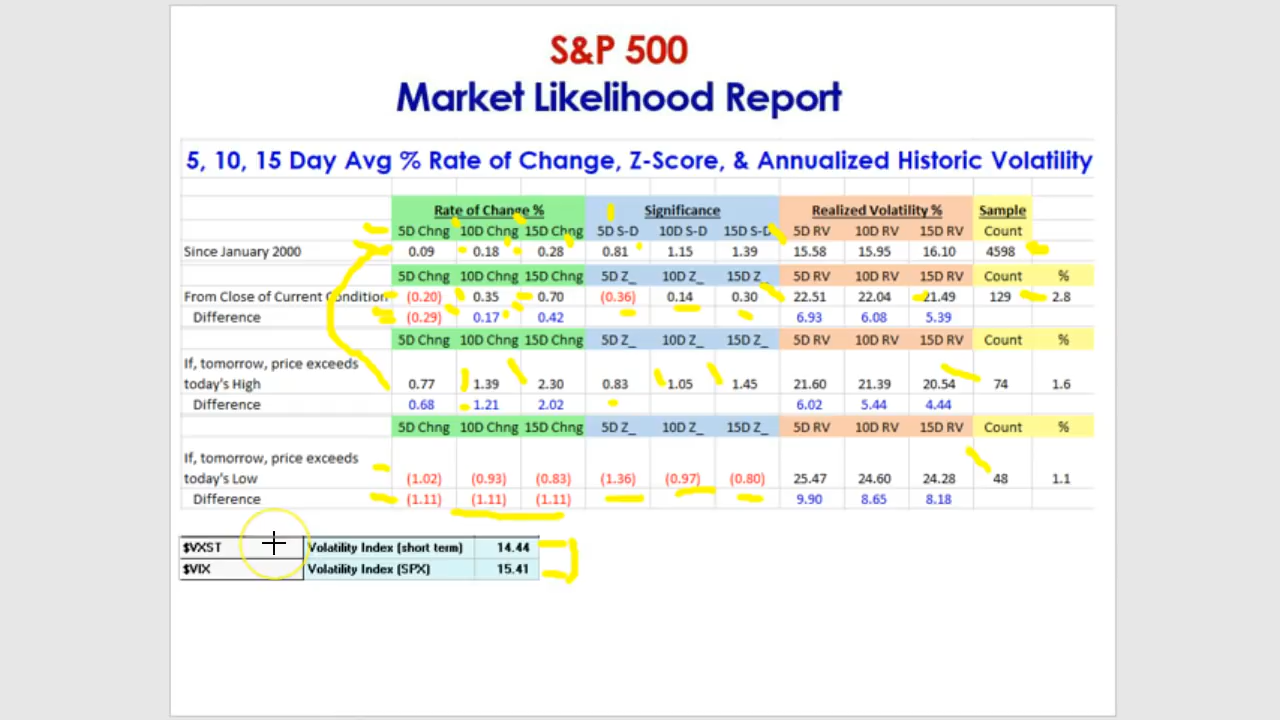 S&P 500
Market Likelihood Report
5, 10, 15 Day Avg % Rate of Change, Z-Score, & Annualized Historic Volatility
Rate of Change % Significance Realized Volatility % Sample
5D Chng 10D Chng 15D Chng 5D S-D 10D S-D 15D S-D 5D RV 10D RV 15D RV Count
Since January 2000 0.09 0.18 0.28 0.81 1.15 1.39 15.58 15.95 16.10 4598
5D Chng 10D Chng 15D Chng 5D Z_ 10D Z_ 15D Z_ 5D RV 10D RV 15D RV Count %
From Close of Current Condition (0.20) 0.35 0.70 (0.36) 0.14 0.30 22.51 22.04 21.49 129 2.8
Difference (0.29) 0.17 0.42 6.93 6.08 5.39
5D Chng 10D Chng 15D Chng 5D Z_ 10D Z_ 15D Z_ 5D RV 10D RV 15D RV Count %
If, tomorrow, price exceeds
today's High 0.77 1.39 2.30 0.83 1.05 1.45 21.60 21.39 20.54 74 1.6
Difference 0.68 1.21 2.02 6.02 5.44 4.44
5D Chng 10D Chng 15D Chng 5D Z_ 10D Z_ 15D Z_ 5D RV 10D RV 15D RV Count %
If, tomorrow, price exceeds
today's Low (1.02) (0.93) (0.83) (1.36) (0.97) (0.80) 25.47 24.60 24.28 48 1.1
Difference (1.11) (1.11) (1.11) 9.90 8.65 8.18
$VXST Volatility Index (short term) 14.44
$VIX Volatility Index (SPX) 15.41